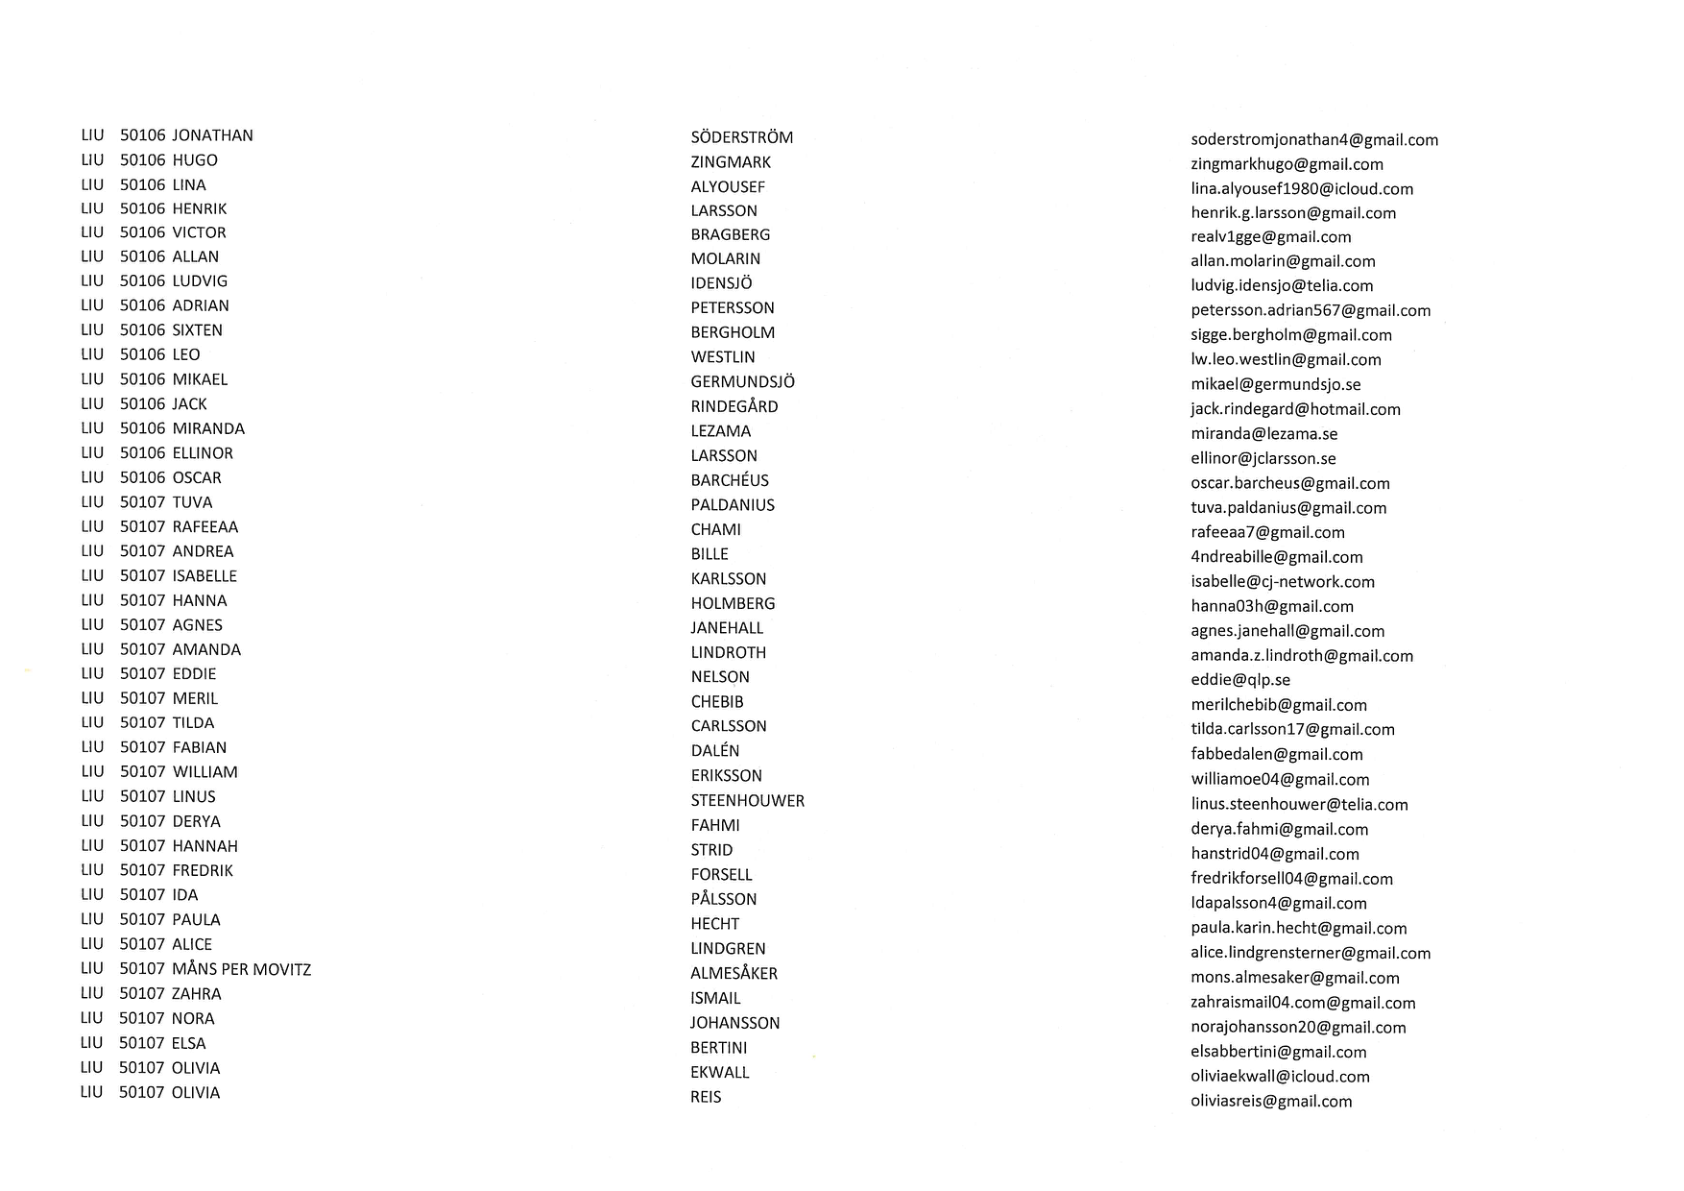 LIU 50106 JONATHAN SÖDERSTRÖM soderstromjonathan4@gmail.com
LIU 50106 HUGO ZINGMARK zingmarkhugo@gmail.com
LIU 50106 LINA ALYOUSEF lina.alyousef1980@icloud.com
LIU 50106 HENRIK LARSSON henrik.g.larsson@gmail.com
LIU 50106 VICTOR BRAGBERG realv1gge@gmail.com
LIU 50106 ALLAN MOLARIN allan.molarin@gmail.com
LIU 50106 LUDVIG IDENSJÖ ludvig.idensjo@telia.com
LIU 50106 ADRIAN PETERSSON petersson.adrian567@gmail.com
LIU 50106 SIXTEN BERGHOLM sigge.bergholm@gmail.com
LIU 50106 LEO WESTLIN lw.leo.westlin@gmail.com
LIU 50106 MIKAEL GERMUNDSJÖ mikael@germundsjo.se
LIU 50106 JACK RINDEGÅRD jack.rindegard@hotmail.com
LIU 50106 MIRANDA LEZAMA miranda@lezama.se
LIU 50106 ELLINOR LARSSON ellinor@jclarsson.se
LIU 50106 OSCAR BARCHÉUS oscar.barcheus@gmail.com
LIU 50107 TUVA PALDANIUS tuva.paldanius@gmail.com
LIU 50107 RAFEEAA CHAMI rafeeaa7@gmail.com
LIU 50107 ANDREA BILLE 4ndreabille@gmail.com
LIU 50107 ISABELLE KARLSSON isabelle@cj-network.com
LIU 50107 HANNA HOLMBERG hanna03h@gmail.com
LIU 50107 AGNES JANEHALL agnes.janehall@gmail.com
LIU 50107 AMANDA LINDROTH amanda.z.lindroth@gmail.com
LIU 50107 EDDIE NELSON eddie@qlp.se
LIU 50107 MERIL CHEBIB merilchebib@gmail.com
LIU 50107 TILDA CARLSSON tilda.carlsson17@gmail.com
LIU 50107 FABIAN DALÉN fabbedalen@gmail.com
LIU 50107 WILLIAM ERIKSSON williamoe04@gmail.com
LIU 50107 LINUS STEENHOUWER linus.steenhouwer@telia.com
LIU 50107 DERYA FAHMI derya.fahmi@gmail.com
LIU 50107 HANNAH STRID hanstrid04@gmail.com
LIU 50107 FREDRIK FORSELL fredrikforsell04@gmail.com
LIU 50107 IDA PÅLSSON Idapalsson4@gmail.com
LIU 50107 PAULA HECHT paula.karin.hecht@gmail.com
LIU 50107 ALICE LINDGREN alice.lindgrensterner@gmail.com
LIU 50107 MÅNS PER MOVITZ ALMESÅKER mons.almesaker@gmail.com
LIU 50107 ZAHRA ISMAIL zahraismail04.com@gmail.com
LIU 50107 NORA JOHANSSON norajohansson20@gmail.com
LIU 50107 ELSA BERTINI elsabbertini@gmail.com
LIU 50107 OLIVIA EKWALL oliviaekwall@icloud.com
LIU 50107 OLIVIA REIS oliviasreis@gmail.com